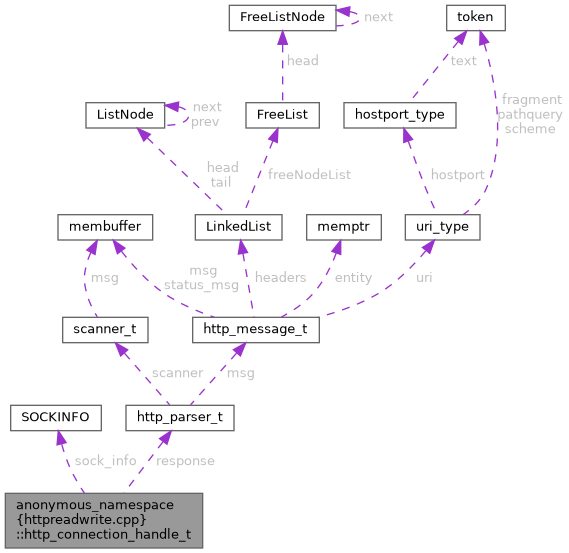 FreeListNode
next
token
head
text
ListNode
next
prev
FreeList
hostport_type
fragment
pathquery
scheme
head
tail
freeNodeList
hostport
membuffer
LinkedList
memptr
uri_type
msg
msg
status_msg
headers
entity
uri
scanner_t
http_message_t
scanner
msg
SOCKINFO
http_parser_t
sock_info
response
anonymous_namespace
{httpreadwrite.cpp}
::http_connection_handle_t